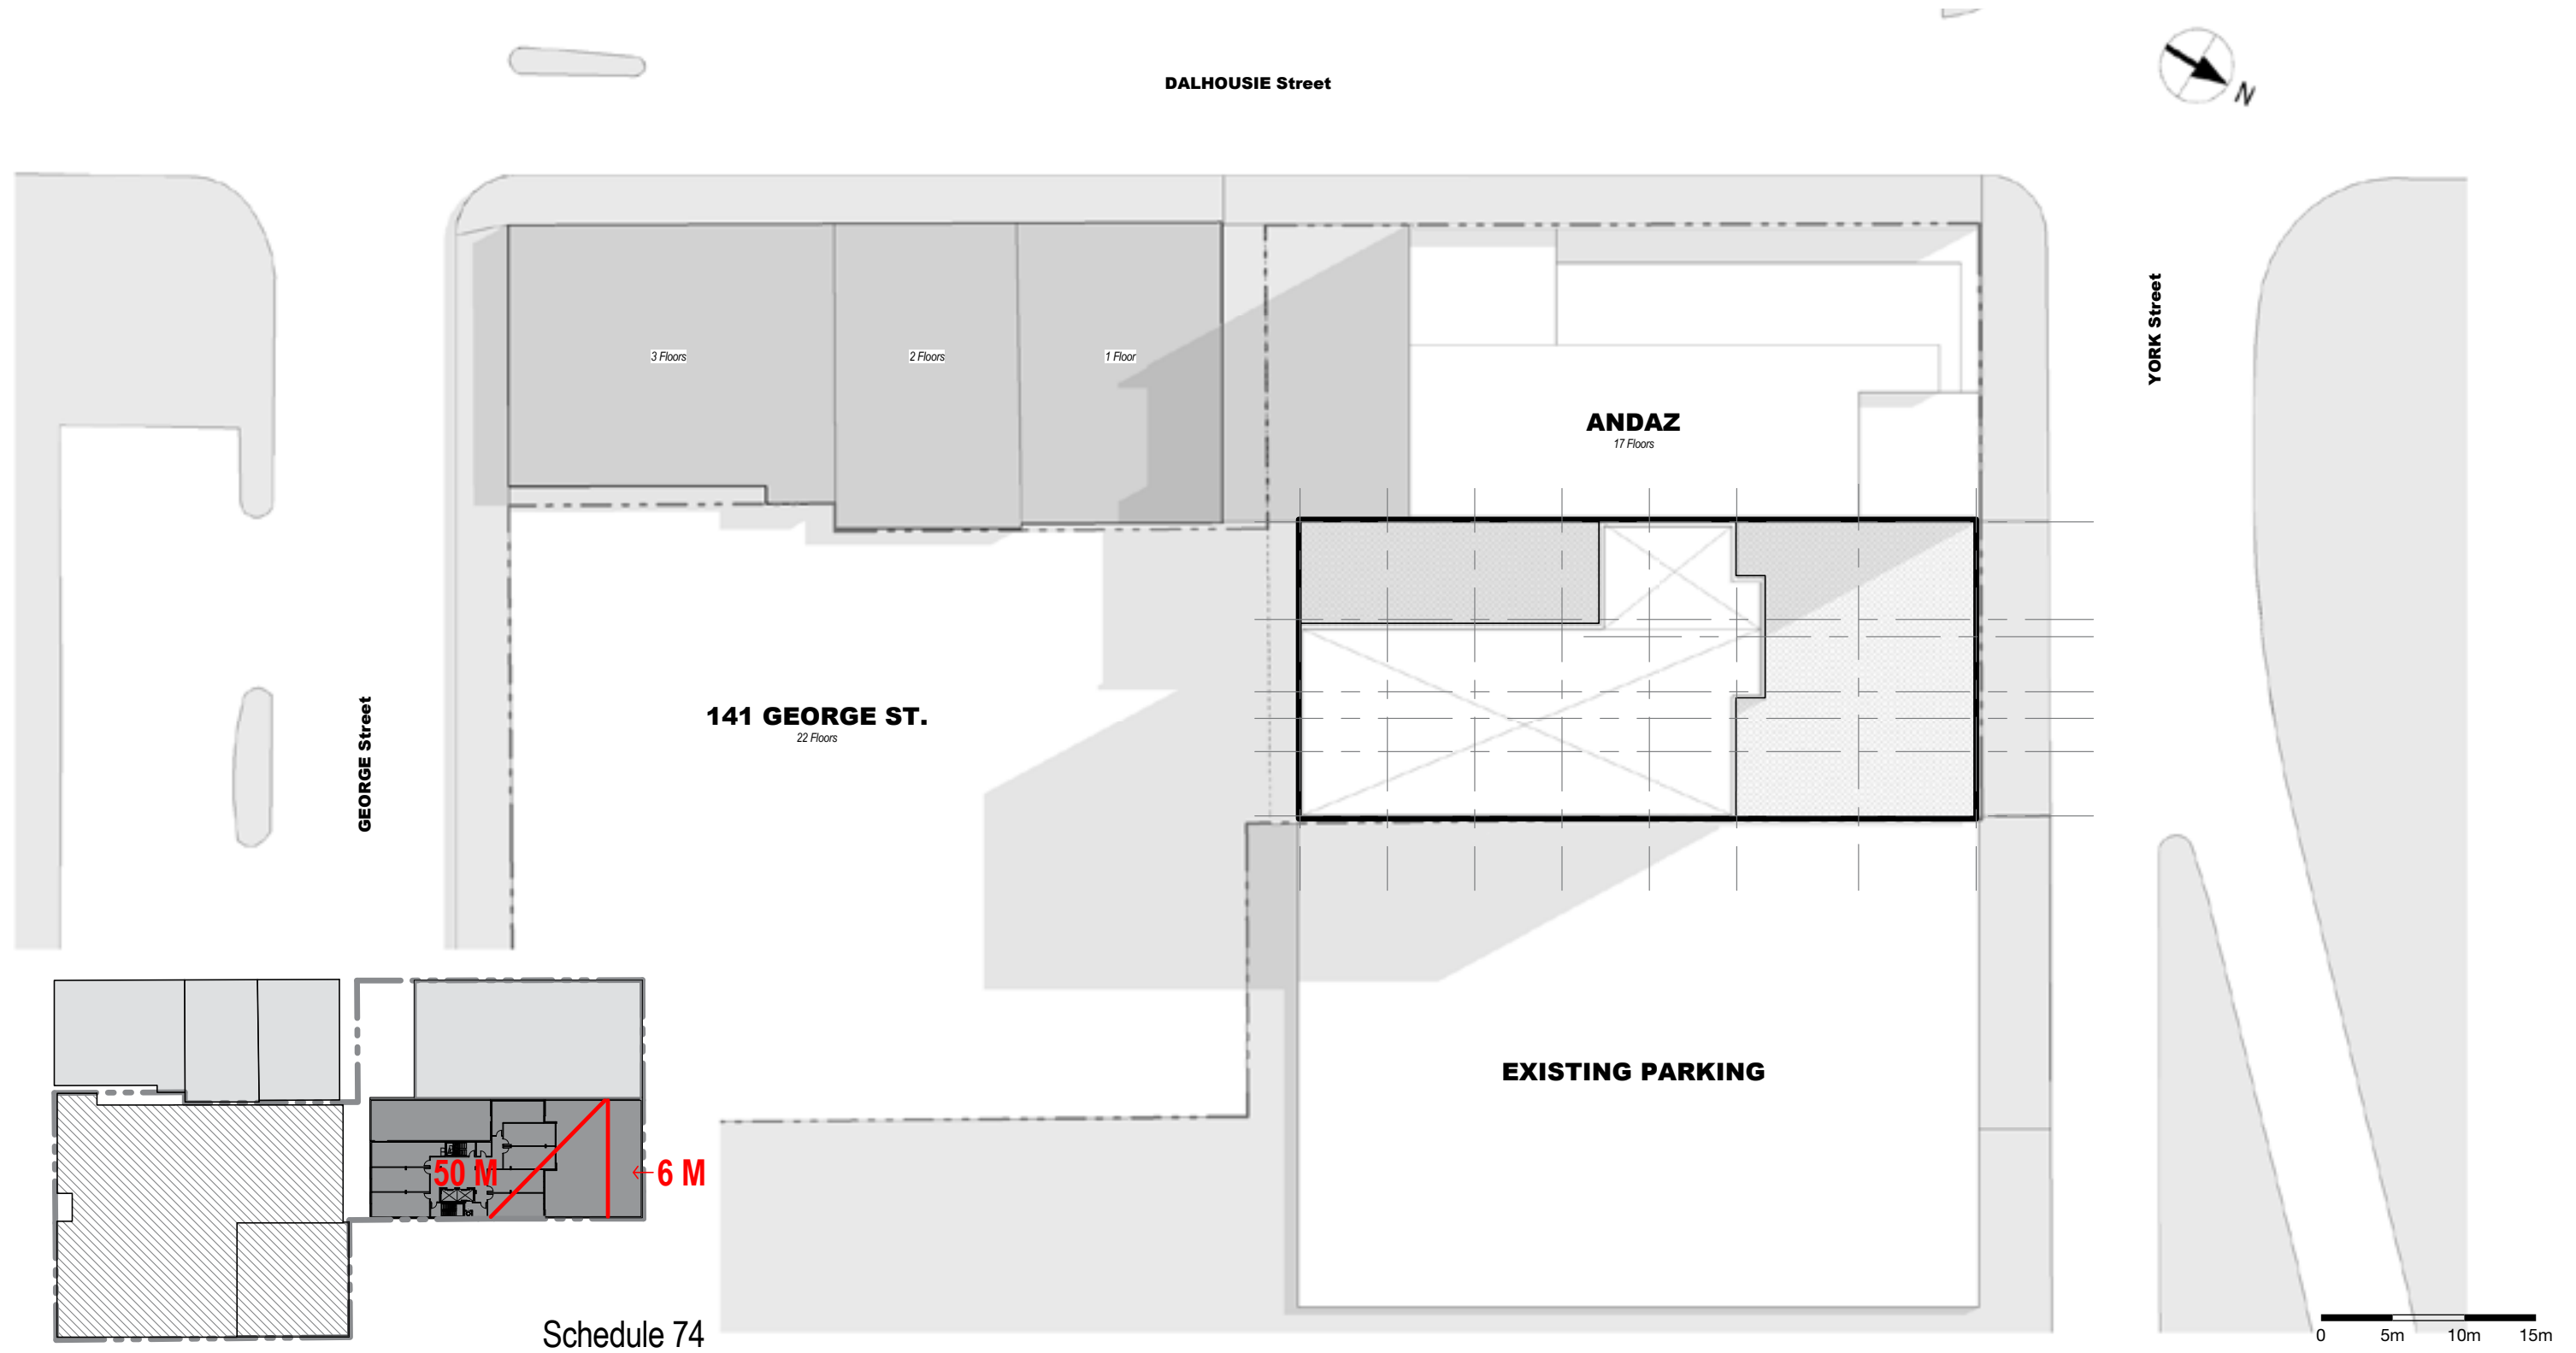 DALHOUSIE Street
N
YORK Street
3 Floors
2 Floors
1 Floor
ANDAZ
17 Floors
141 GEORGE ST.
22 Floors
GEORGE Street
EXISTING PARKING
50 M
6 M
Schedule 74
0 5m 10m 15m